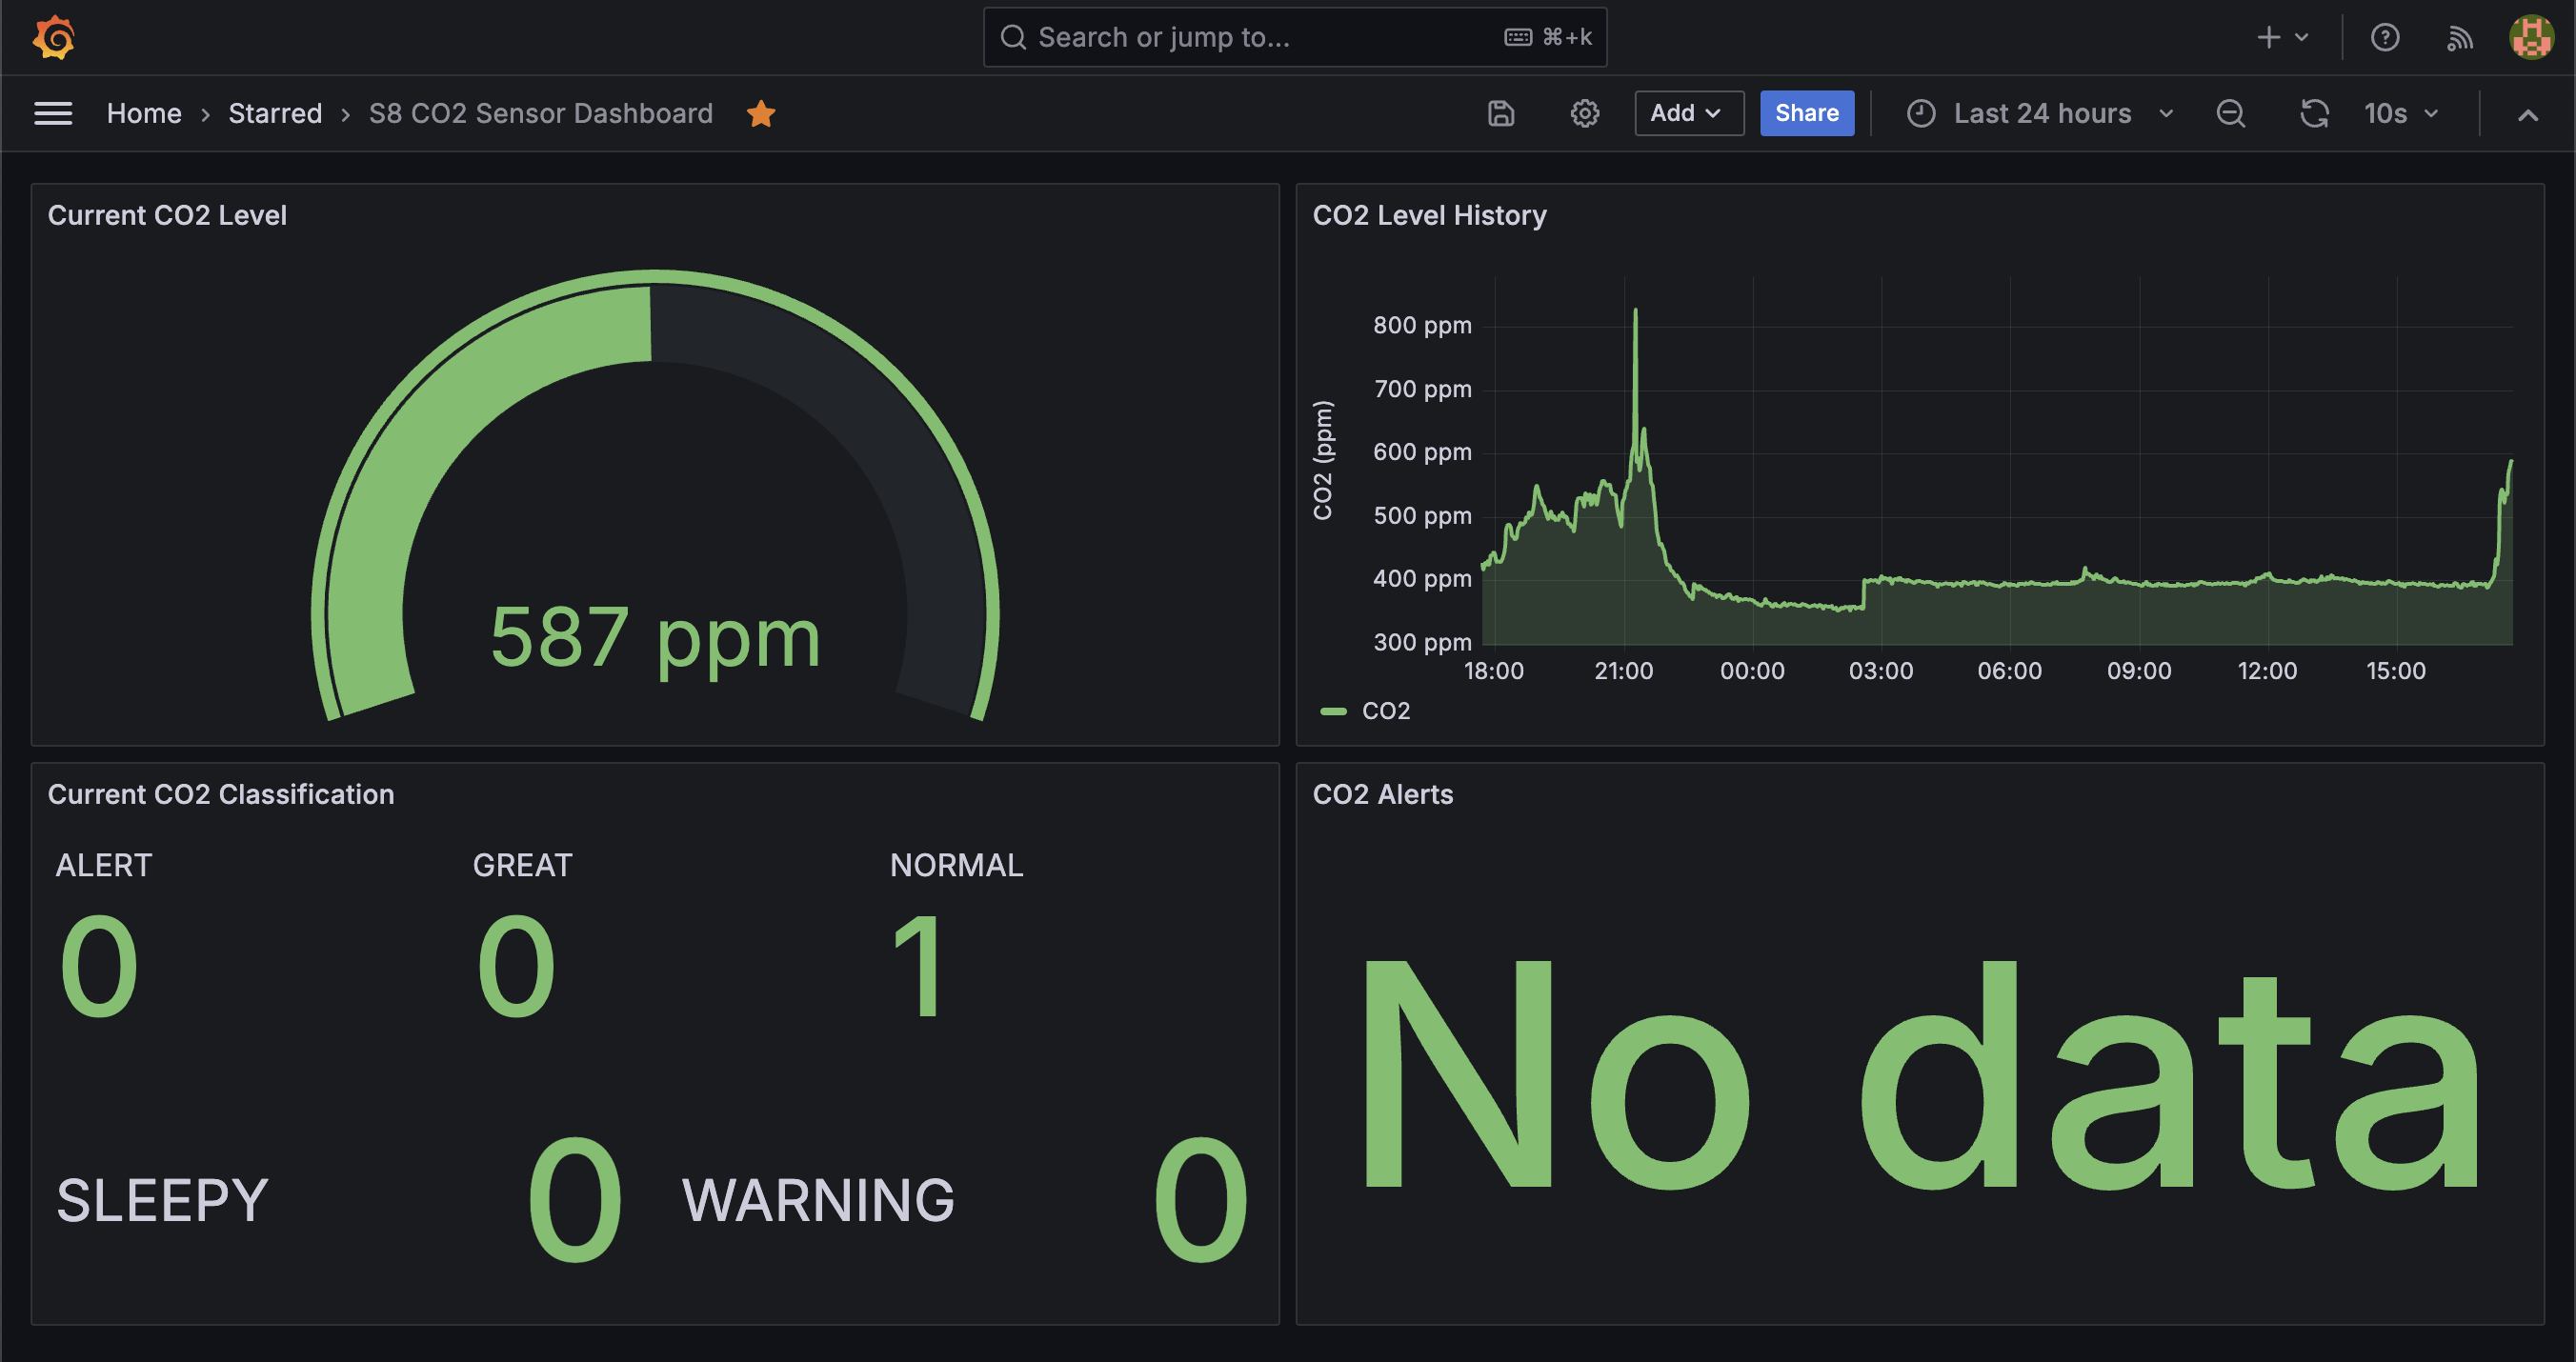 Search or jump to...
⌘+k
Home › Starred › S8 CO2 Sensor Dashboard
Add
Share
Last 24 hours
10s
Current CO2 Level
587 ppm
CO2 Level History
CO2 (ppm)
800 ppm
700 ppm
600 ppm
500 ppm
400 ppm
300 ppm
18:00 21:00 00:00 03:00 06:00 09:00 12:00 15:00
CO2
Current CO2 Classification
ALERT GREAT NORMAL
0 0 1
SLEEPY 0 WARNING 0
CO2 Alerts
No data